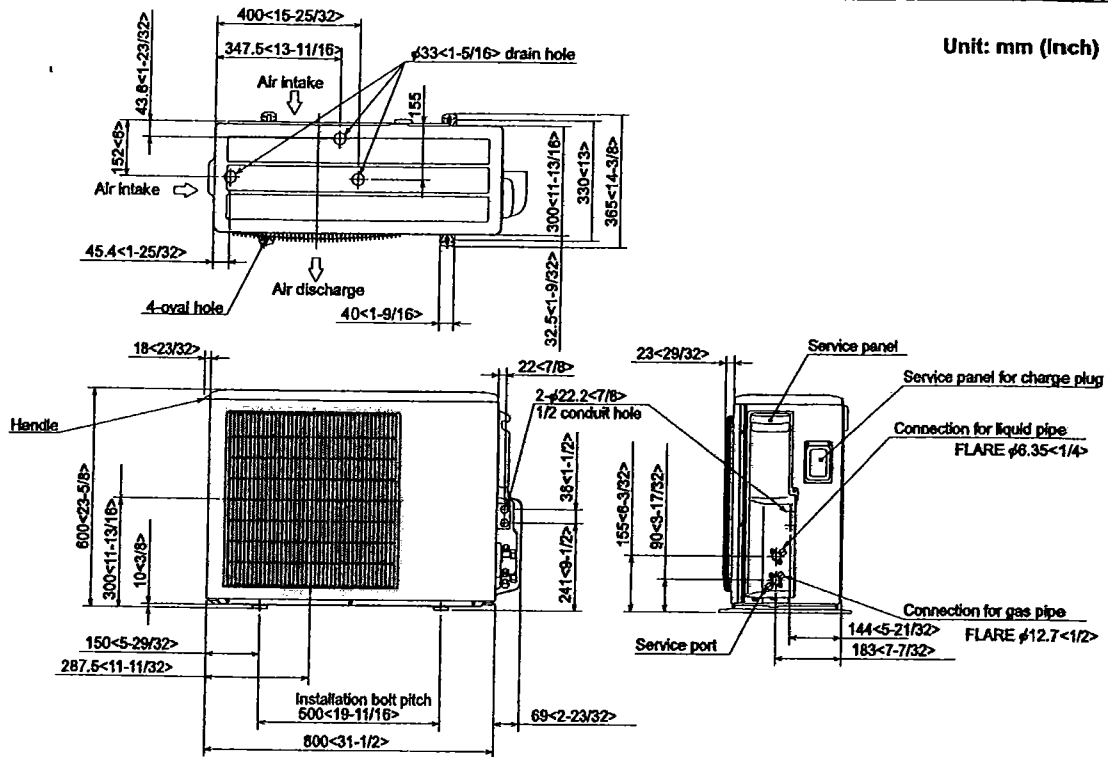 Unit: mm (Inch)
400<15-25/32>
347.5<13-11/16>
ϕ33<1-5/16> drain hole
43.6<1-23/32>
Air intake
155
152<6>
Air intake
300<11-13/16>
330<13>
365<14-3/8>
45.4<1-25/32>
Air discharge
4-oval hole
40<1-9/16>
32.5<1-9/32>
18<23/32>
22<7/8>
23<29/32>
Service panel
Service panel for charge plug
Handle
2-ϕ22.2<7/8>
1/2 conduit hole
Connection for liquid pipe
FLARE ϕ6.35<1/4>
600<23-5/8>
300<11-13/16>
10<3/8>
38<1-1/2>
241<9-1/2>
155<6-3/32>
90<3-17/32>
Connection for gas pipe
FLARE ϕ12.7<1/2>
144<5-21/32>
Service port
183<7-7/32>
150<5-29/32>
287.5<11-11/32>
Installation bolt pitch
500<19-11/16>
69<2-23/32>
800<31-1/2>